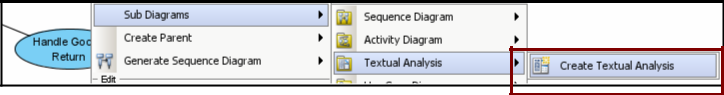 Sub Diagrams
Create Parent
Generate Sequence Diagram
Edit
Handle
Return
Sequence Diagram
Activity Diagram
Textual Analysis
Create Textual Analysis